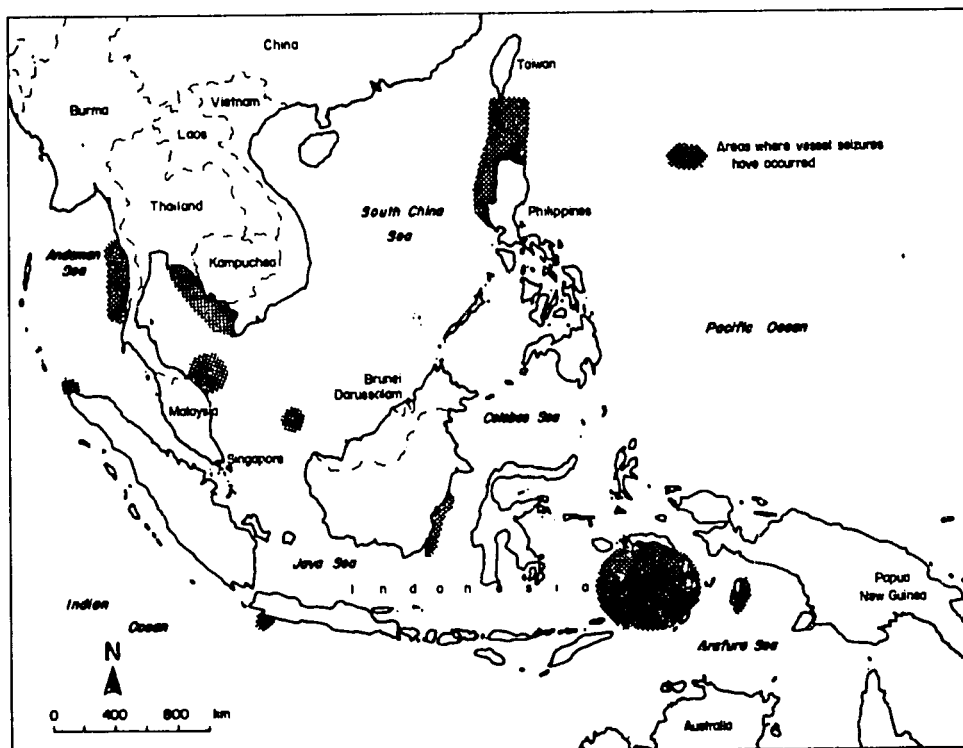 China
Taiwan
Burma
Vietnam
Laos
Areas where vessel seizures
have occurred
Thailand
South China
Sea
Philippines
Andaman
Sea
Kampuchea
Pacific Ocean
Brunei
Darussalam
Malaysia
Celebes Sea
Singapore
Java Sea
Indonesia
Papua
New Guinea
Indian
Ocean
Arafura Sea
N
0 400 800 km
Australia